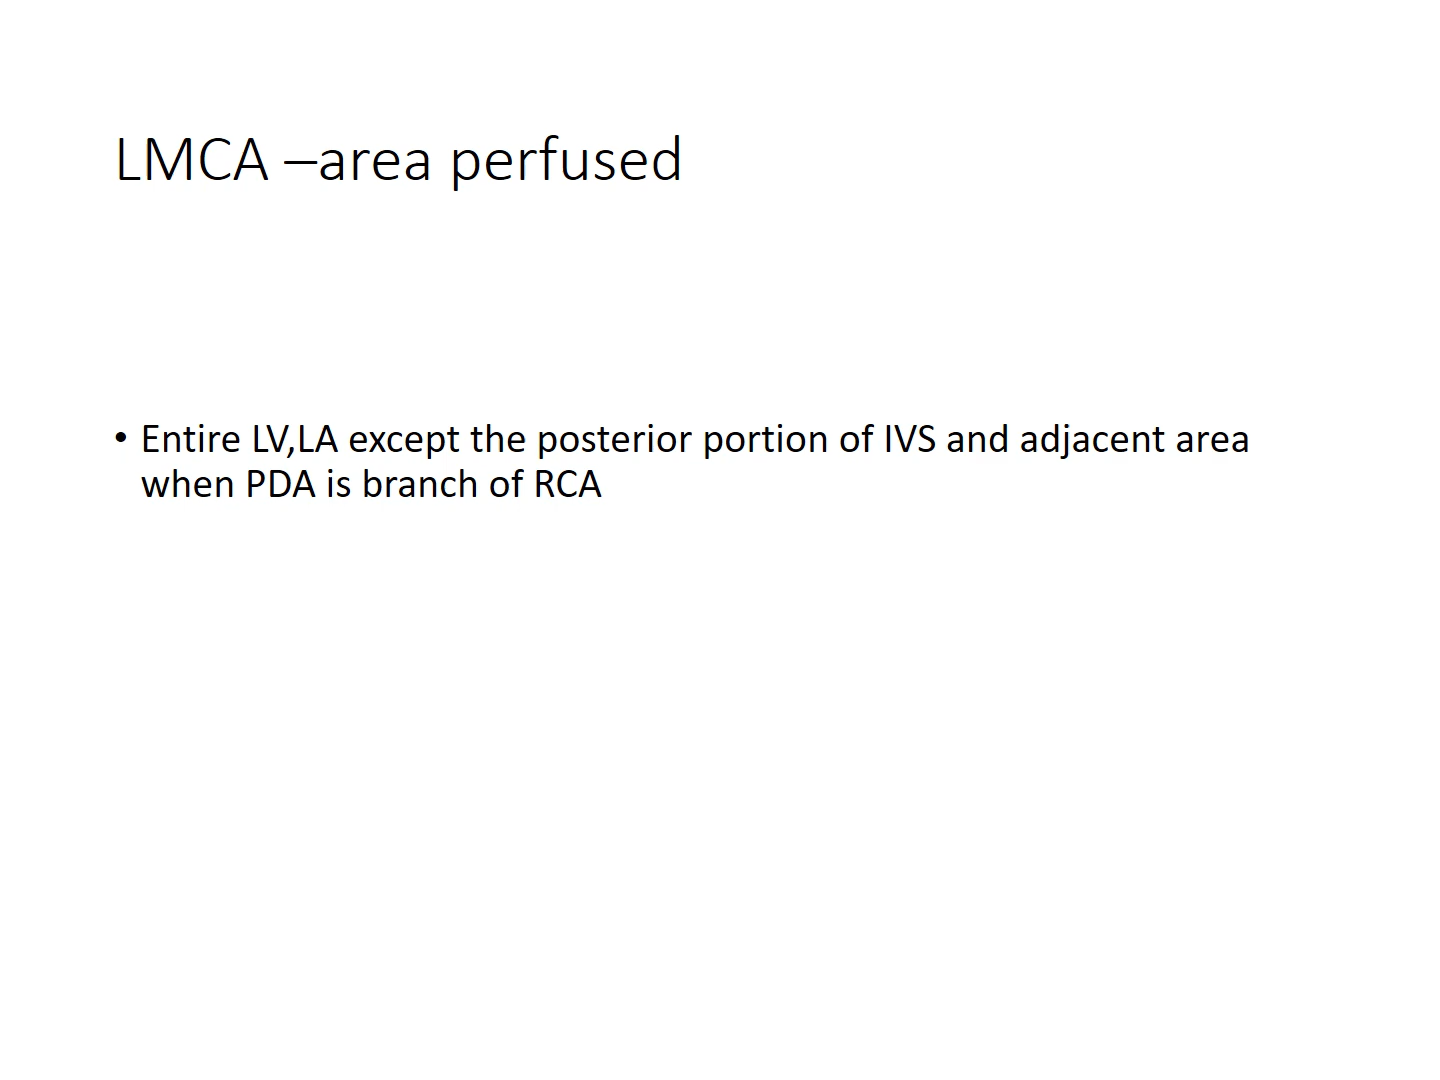 LMCA –area perfused
• Entire LV,LA except the posterior portion of IVS and adjacent area
when PDA is branch of RCA